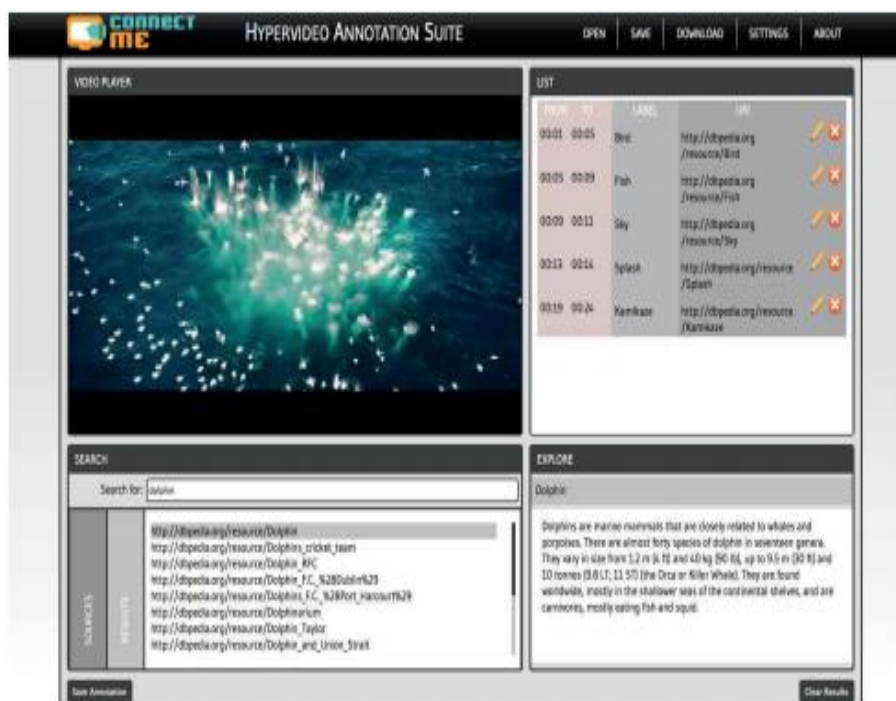 CONNECT
ME
HYPERVIDEO ANNOTATION SUITE
OPEN
SAVE
DOWNLOAD
SETTINGS
ABOUT
VIDEO PLAYER
LIST
FROM TO LABEL URI
00:01 00:05 Bird http://dbpedia.org
/resource/Bird
00:05 00:09 Fish http://dbpedia.org
/resource/Fish
00:09 00:11 Sky http://dbpedia.org
/resource/Sky
00:13 00:14 Splash http://dbpedia.org/resource
/Splash
00:19 00:24 Kamikaze http://dbpedia.org/resource
/Kamikaze
SEARCH
Search for: dolphin
SOURCES
RESULTS
http://dbpedia.org/resource/Dolphin
http://dbpedia.org/resource/Dolphins_cricket_team
http://dbpedia.org/resource/Dolphin_RFC
http://dbpedia.org/resource/Dolphin_F.C._%28Dublin%29
http://dbpedia.org/resource/Dolphins_F.C._%28Port_Harcourt%29
http://dbpedia.org/resource/Dolphinarium
http://dbpedia.org/resource/Dolphin_Taylor
http://dbpedia.org/resource/Dolphin_and_Union_Strait
EXPLORE
Dolphin
Dolphins are marine mammals that are closely related to whales and
porpoises. There are almost forty species of dolphin in seventeen genera.
They vary in size from 1.2 m (4 ft) and 40 kg (90 lb), up to 9.5 m (30 ft) and
10 tonnes (9.8 LT; 11 ST) (the Orca or Killer Whale). They are found
worldwide, mostly in the shallower seas of the continental shelves, and are
carnivores, mostly eating fish and squid.
Save Annotation
Clear Results